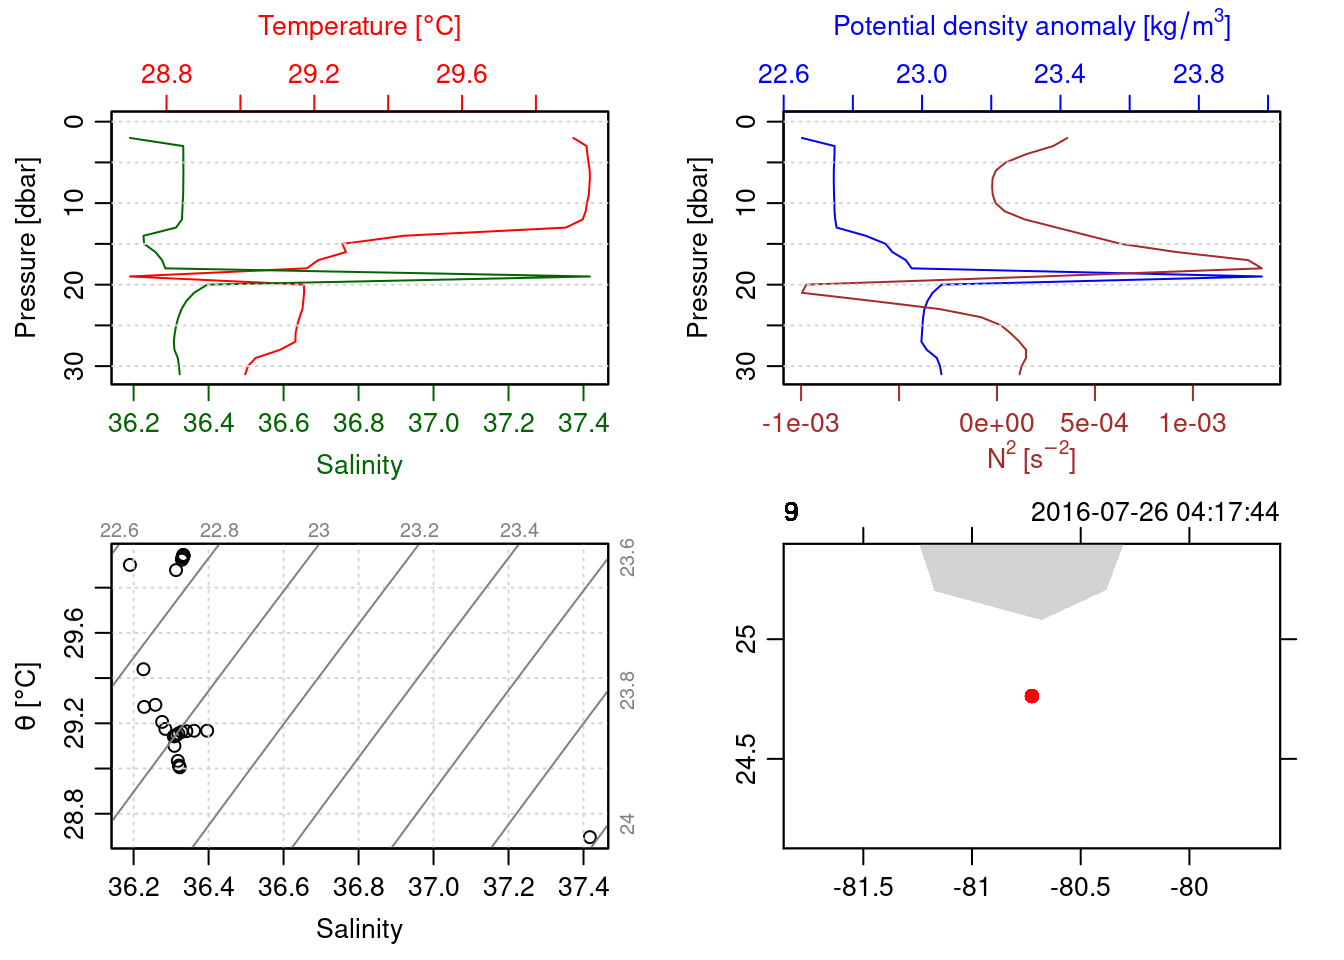 Temperature [°C]
28.8 29.2 29.6
Pressure [dbar]
0 10 20 30
36.2 36.4 36.6 36.8 37.0 37.2 37.4
Salinity
Potential density anomaly [kg/m³]
22.6 23.0 23.4 23.8
Pressure [dbar]
0 10 20 30
-1e-03 0e+00 5e-04 1e-03
N² [s⁻²]
22.6 22.8 23 23.2 23.4
23.6
23.8
24
θ [°C]
29.6
29.2
28.8
36.2 36.4 36.6 36.8 37.0 37.2 37.4
Salinity
9 2016-07-26 04:17:44
25
24.5
-81.5 -81 -80.5 -80